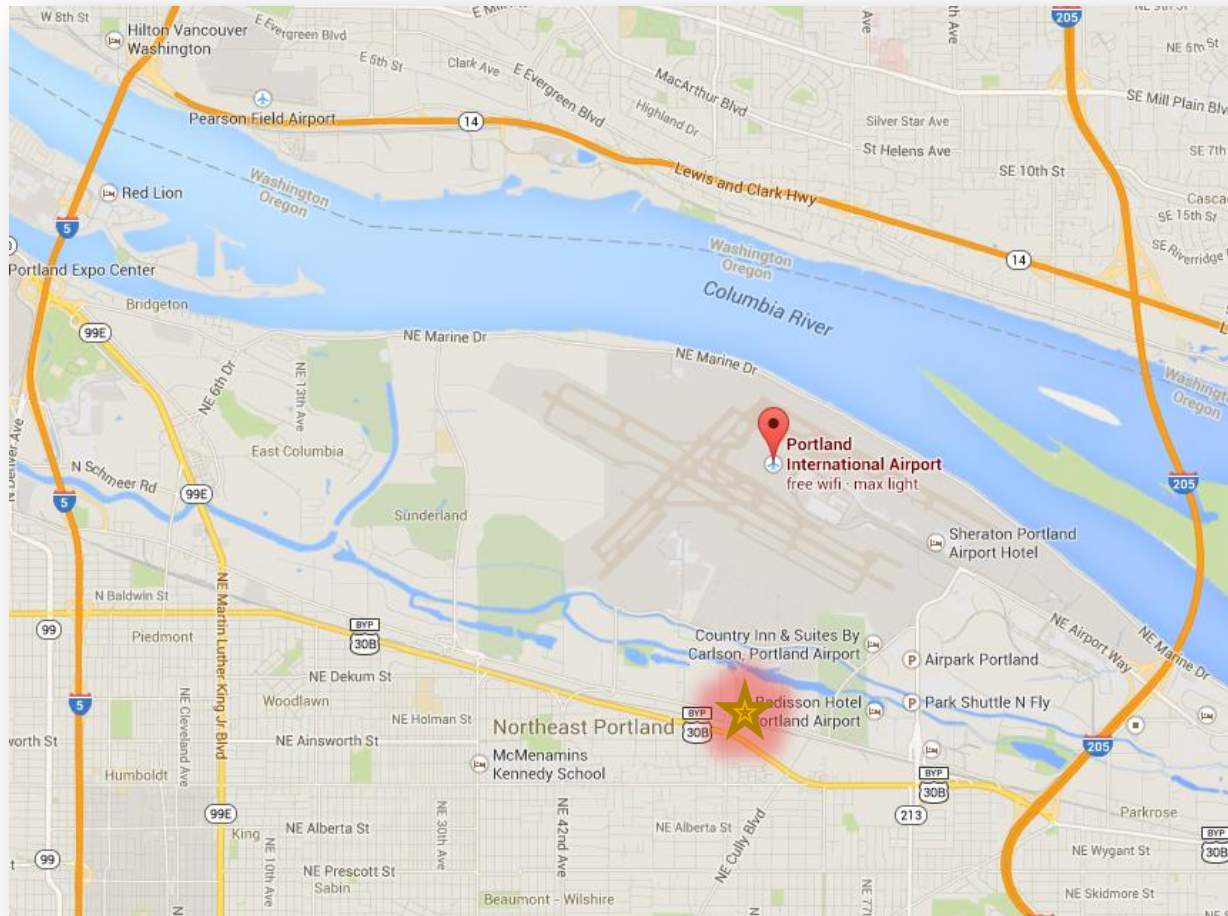 W 8th St
Hilton Vancouver
Washington
E Evergreen Blvd
E 5th St
Clark Ave
E Evergreen Blvd
MacArthur Blvd
Highland Dr
205
NE 5th St
SE Mill Plain Blv
Silver Star Ave
St Helens Ave
SE 7th
SE 10th St
Pearson Field Airport
14
Lewis and Clark Hwy
Red Lion
Washington
Oregon
5
SE 15th St
SE Riverridge
14
Washington
Oregon
Columbia River
Portland Expo Center
Bridgeton
99E
NE Marine Dr
NE Marine Dr
Washington
Oregon
NE 6th Dr
NE 13th Ave
N Denver Ave
East Columbia
N Schmeer Rd
99E
5
Portland
International Airport
free wifi · max light
205
Sunderland
Sheraton Portland
Airport Hotel
N Baldwin St
99
Piedmont
BYP
30B
NE Martin Luther King Jr Blvd
NE Dekum St
Woodlawn
Country Inn & Suites By
Carlson, Portland Airport
Airpark Portland
NE Airport Way
NE Marine Dr
5
NE Cleveland Ave
NE Holman St
Northeast Portland
BYP
30B
Radisson Hotel
Portland Airport
Park Shuttle N Fly
205
worth St
NE Ainsworth St
McMenamins
Kennedy School
Humboldt
99E
BYP
30B
213
Parkrose
King
NE Alberta St
NE 30th Ave
NE 42nd Ave
NE Alberta St
NE Cully Blvd
BYP
30B
99
NE 10th Ave
NE Prescott St
Sabin
NE Wygant St
Beaumont - Wilshire
NE 77
NE Skidmore St